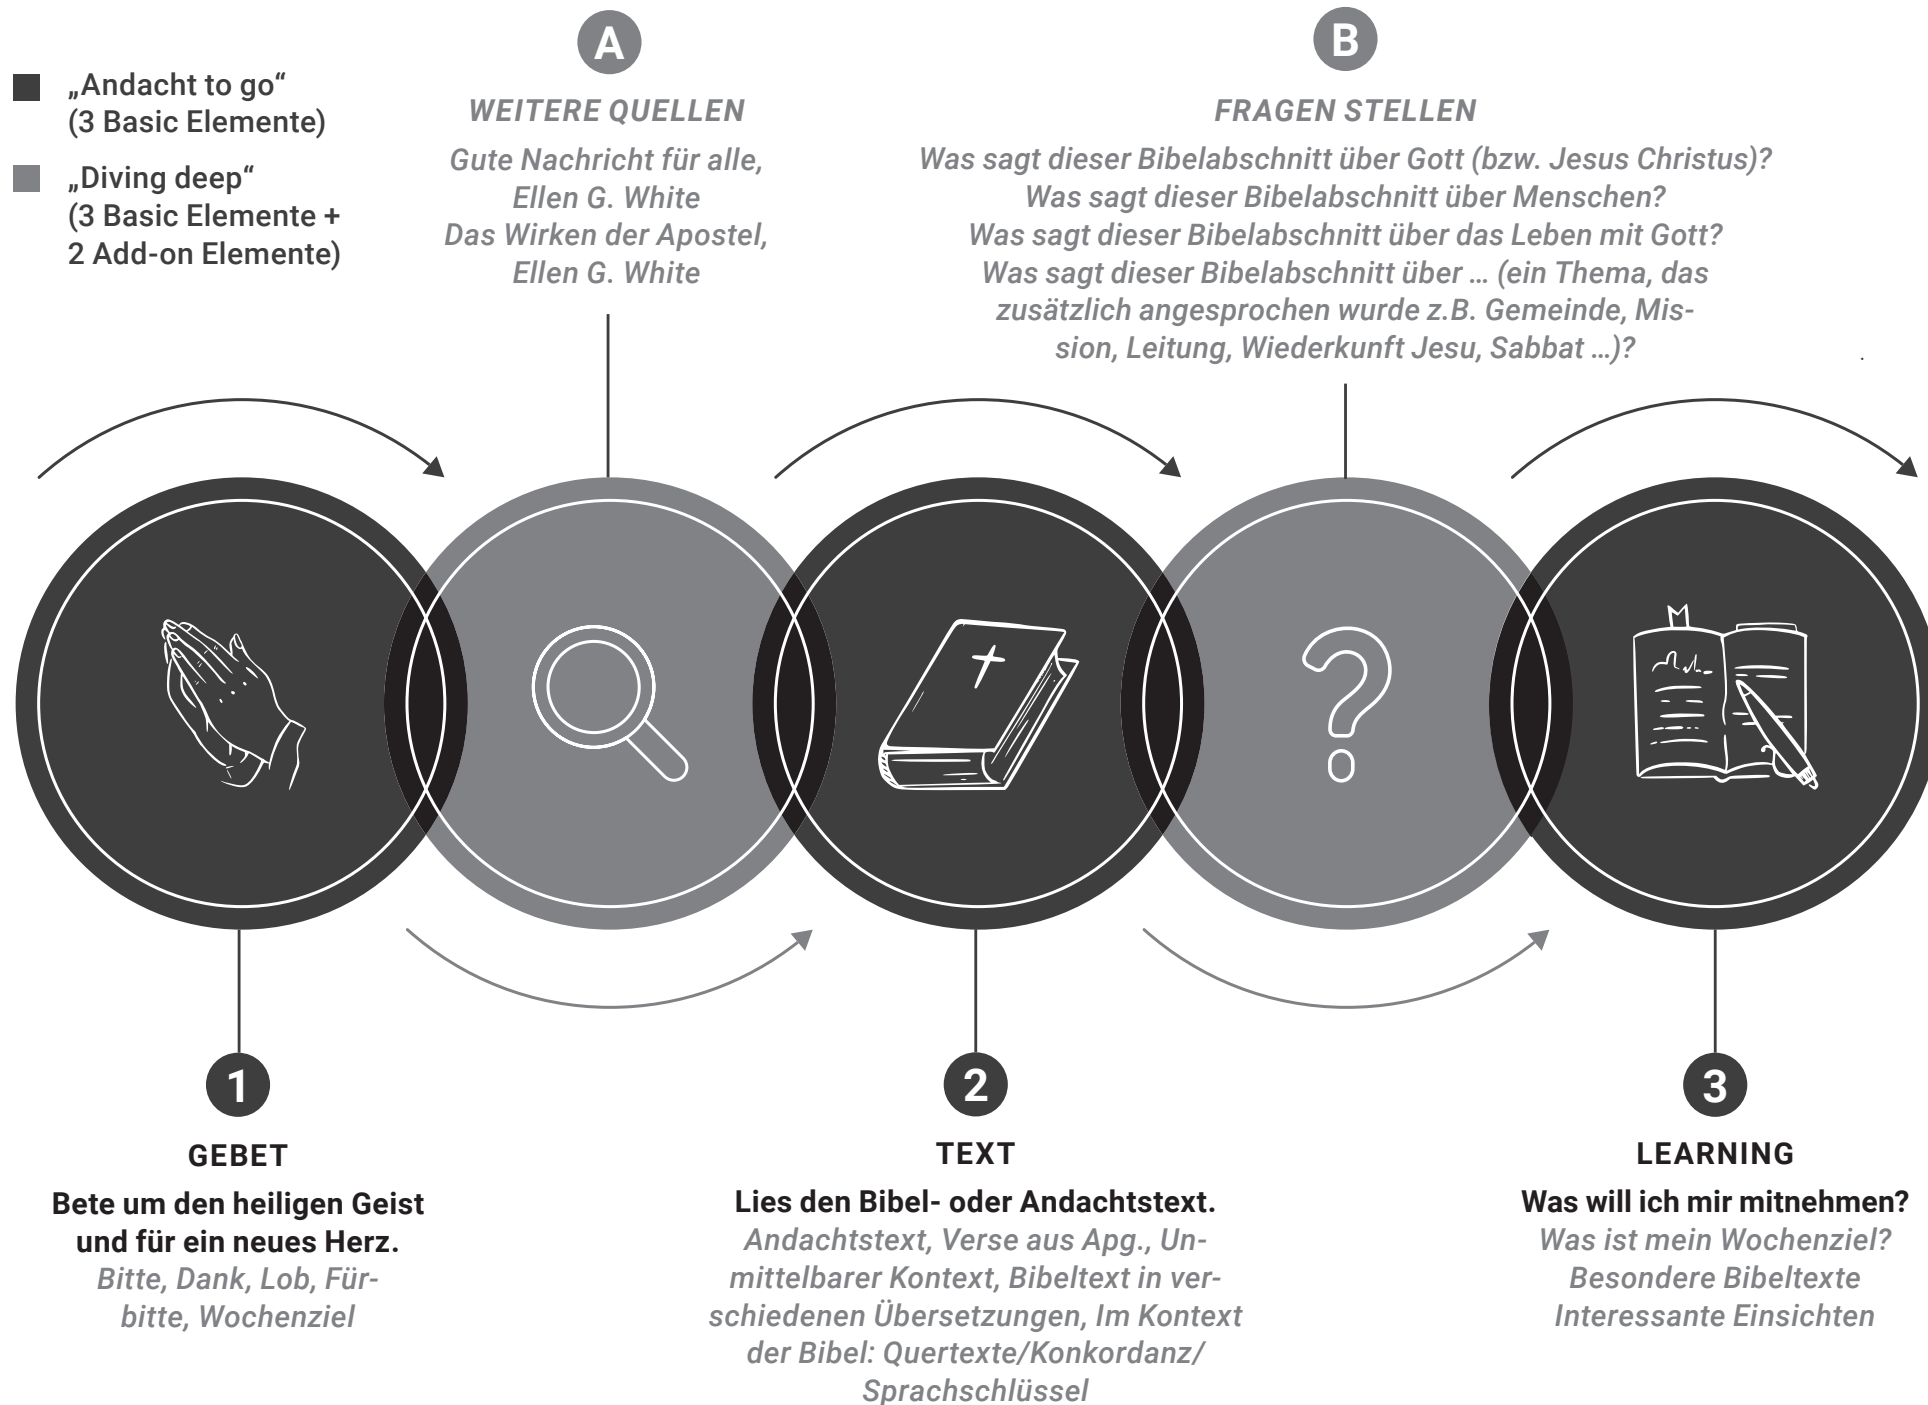 „Andacht to go“
(3 Basic Elemente)
„Diving deep“
(3 Basic Elemente +
2 Add-on Elemente)
A
WEITERE QUELLEN
Gute Nachricht für alle,
Ellen G. White
Das Wirken der Apostel,
Ellen G. White
B
FRAGEN STELLEN
Was sagt dieser Bibelabschnitt über Gott (bzw. Jesus Christus)?
Was sagt dieser Bibelabschnitt über Menschen?
Was sagt dieser Bibelabschnitt über das Leben mit Gott?
Was sagt dieser Bibelabschnitt über … (ein Thema, das
zusätzlich angesprochen wurde z.B. Gemeinde, Mis-
sion, Leitung, Wiederkunft Jesu, Sabbat …)?
1
GEBET
Bete um den heiligen Geist
und für ein neues Herz.
Bitte, Dank, Lob, Für-
bitte, Wochenziel
2
TEXT
Lies den Bibel- oder Andachtstext.
Andachtstext, Verse aus Apg., Un-
mittelbarer Kontext, Bibeltext in ver-
schiedenen Übersetzungen, Im Kontext
der Bibel: Quertexte/Konkordanz/
Sprachschlüssel
3
LEARNING
Was will ich mir mitnehmen?
Was ist mein Wochenziel?
Besondere Bibeltexte
Interessante Einsichten